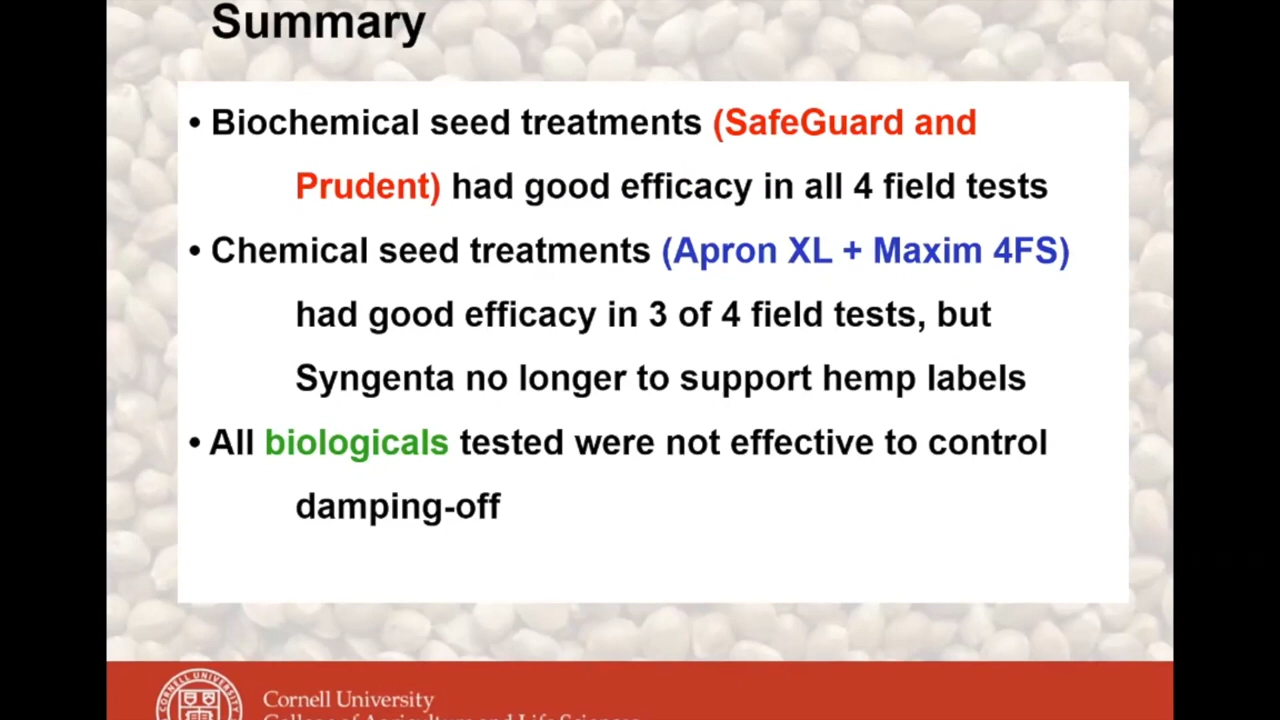 Summary
• Biochemical seed treatments (SafeGuard and
Prudent) had good efficacy in all 4 field tests
• Chemical seed treatments (Apron XL + Maxim 4FS)
had good efficacy in 3 of 4 field tests, but
Syngenta no longer to support hemp labels
• All biologicals tested were not effective to control
damping-off
CORNELL UNIVERSITY
Cornell University
College of Agriculture and Life Sciences